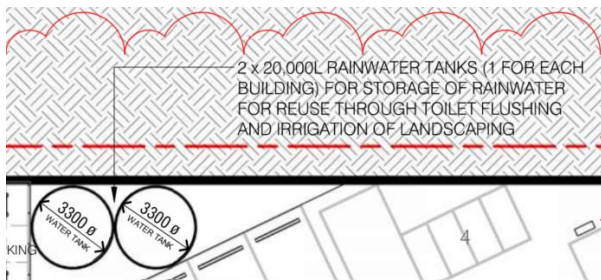 2 x 20,000L RAINWATER TANKS (1 FOR EACH
BUILDING) FOR STORAGE OF RAINWATER
FOR REUSE THROUGH TOILET FLUSHING
AND IRRIGATION OF LANDSCAPING
3300 ø
WATER TANK
3300 ø
WATER TANK
KING
4